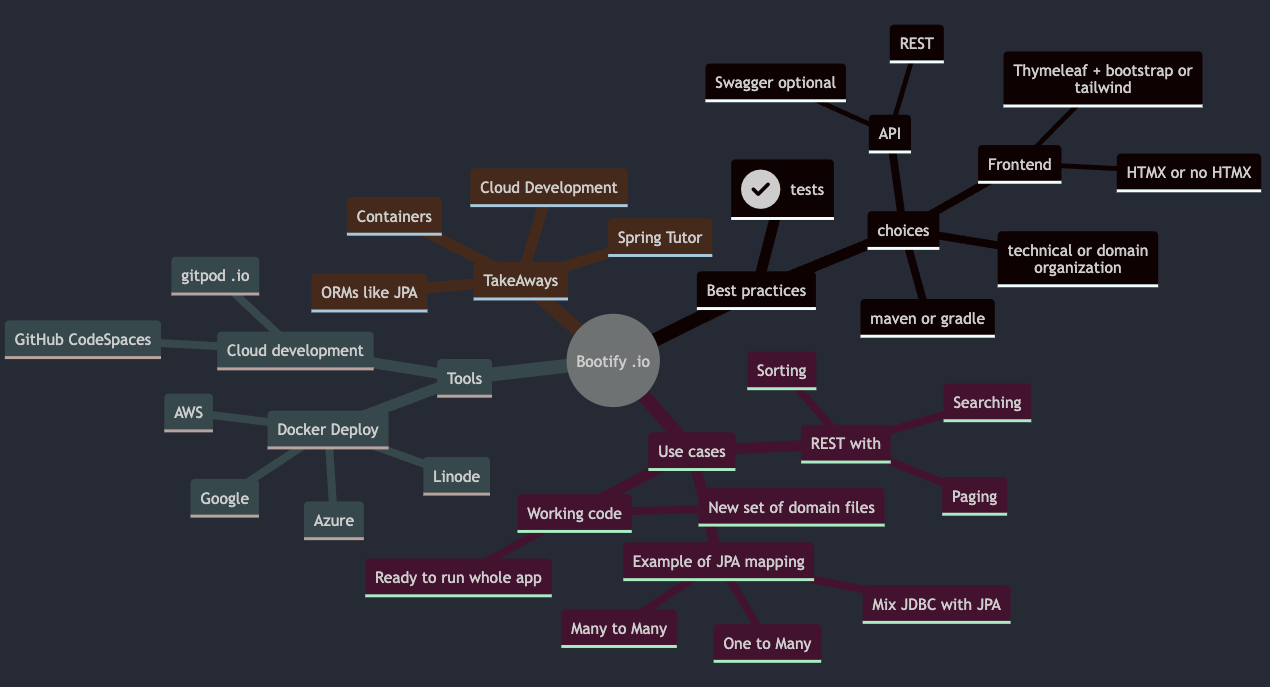 REST
Swagger optional
Thymeleaf + bootstrap or
tailwind
API
Frontend
HTMX or no HTMX
tests
choices
technical or domain
organization
Best practices
maven or gradle
Cloud Development
Containers
Spring Tutor
ORMs like JPA
TakeAways
gitpod .io
GitHub CodeSpaces
Cloud development
Tools
Bootify .io
AWS
Docker Deploy
Linode
Google
Azure
Sorting
Searching
REST with
Use cases
Paging
Working code
New set of domain files
Example of JPA mapping
Ready to run whole app
Mix JDBC with JPA
Many to Many
One to Many